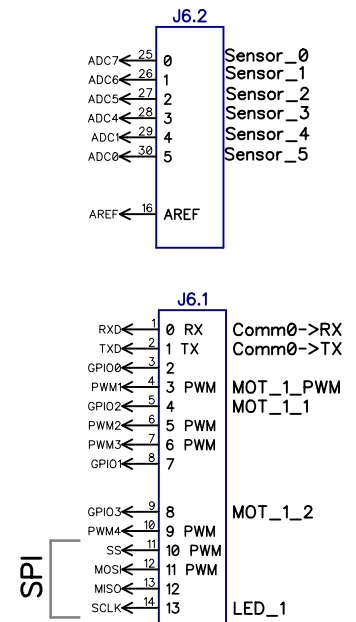 J6.2
ADC7 25 0 Sensor_0
ADC6 26 1 Sensor_1
ADC5 27 2 Sensor_2
ADC4 28 3 Sensor_3
ADC1 29 4 Sensor_4
ADC0 30 5 Sensor_5
AREF 16 AREF
J6.1
RXD 1 0 RX Comm0->RX
TXD 2 1 TX Comm0->TX
GPIO0 3 2
PWM1 4 3 PWM MOT_1_PWM
GPIO2 5 4 MOT_1_1
PWM2 6 5 PWM
PWM3 7 6 PWM
GPIO1 8 7
GPIO3 9 8 MOT_1_2
PWM4 10 9 PWM
SPI
SS 11 10 PWM
MOSI 12 11 PWM
MISO 13 12
SCLK 14 13 LED_1